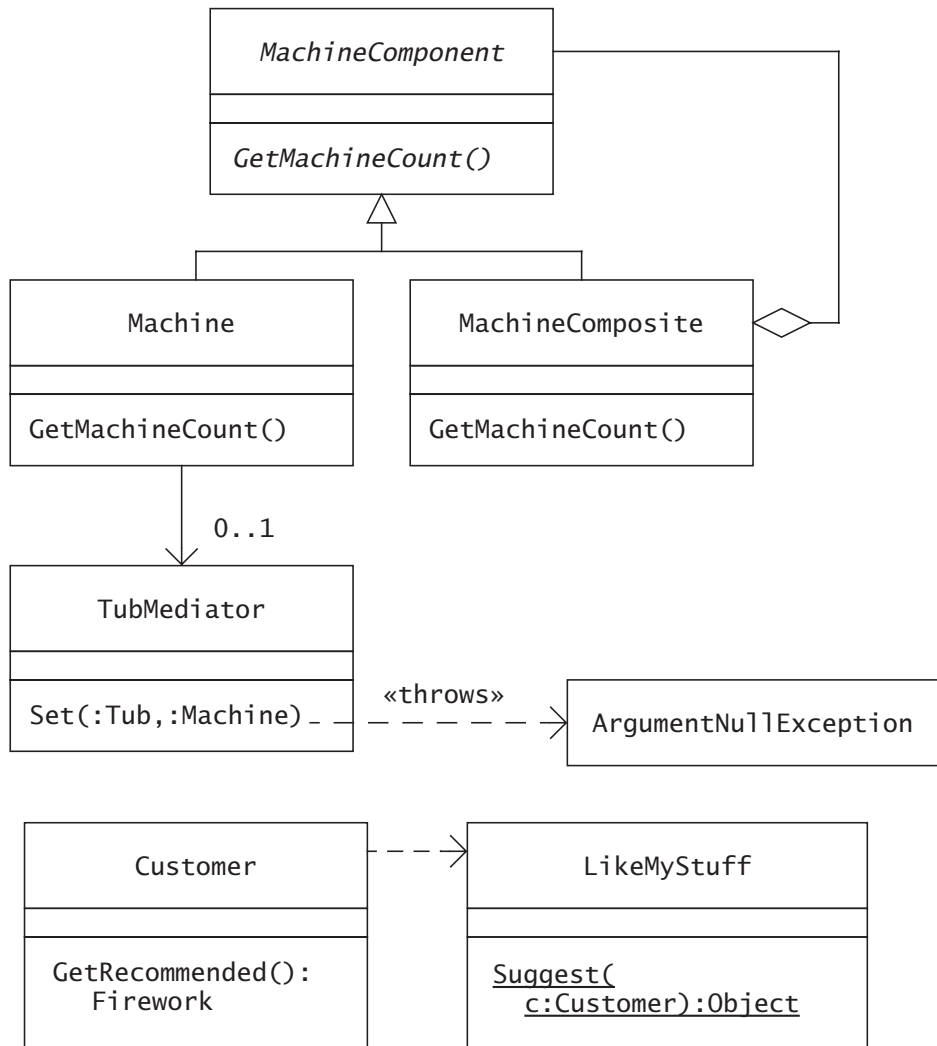 MachineComponent
GetMachineCount()
Machine
MachineComposite
GetMachineCount()
GetMachineCount()
0..1
TubMediator
«throws»
Set(:Tub,:Machine)
ArgumentNullException
Customer
LikeMyStuff
GetRecommended():
Firework
Suggest(
c:Customer):Object